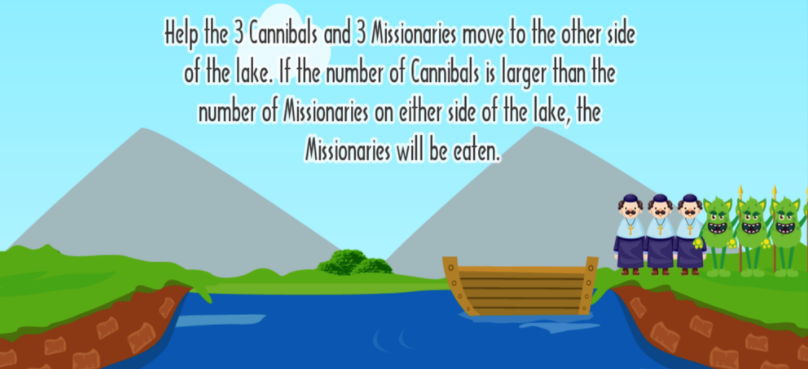 Help the 3 Cannibals and 3 Missionaries move to the other side
of the lake. If the number of Cannibals is larger than the
number of Missionaries on either side of the lake, the
Missionaries will be eaten.